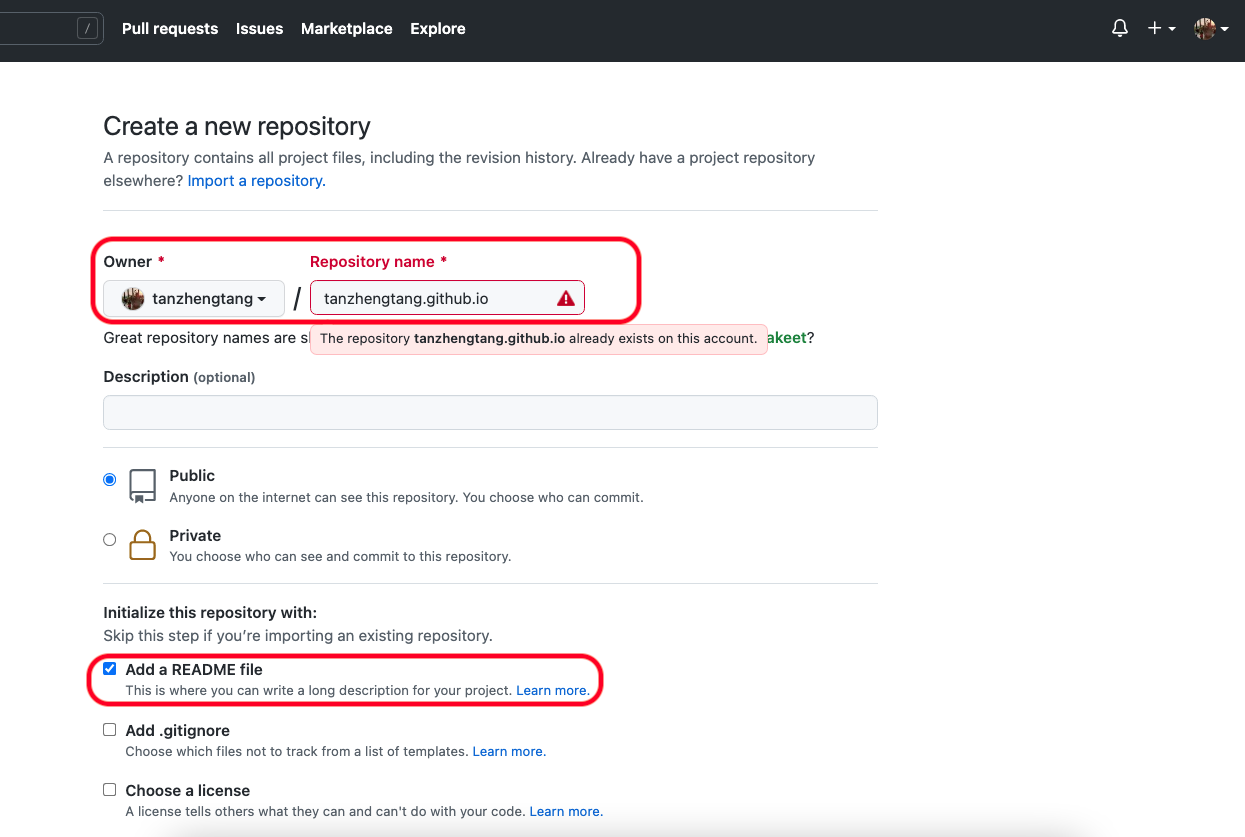 / Pull requests Issues Marketplace Explore
Create a new repository
A repository contains all project files, including the revision history. Already have a project repository
elsewhere? Import a repository.
Owner * Repository name *
tanzhengtang / tanzhengtang.github.io
Great repository names are s
The repository tanzhengtang.github.io already exists on this account.
akeet?
Description (optional)
Public
Anyone on the internet can see this repository. You choose who can commit.
Private
You choose who can see and commit to this repository.
Initialize this repository with:
Skip this step if you’re importing an existing repository.
Add a README file
This is where you can write a long description for your project. Learn more.
Add .gitignore
Choose which files not to track from a list of templates. Learn more.
Choose a license
A license tells others what they can and can't do with your code. Learn more.